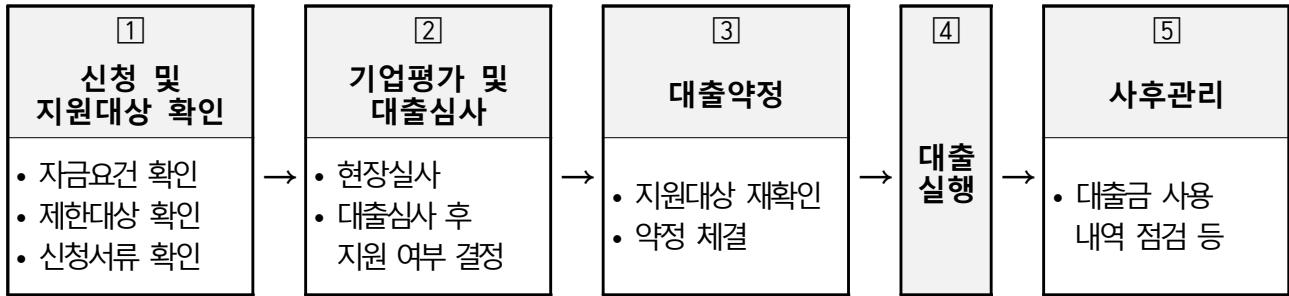 1
신청 및
지원대상 확인
• 자금요건 확인
• 제한대상 확인
• 신청서류 확인
→
2
기업평가 및
대출심사
• 현장실사
• 대출심사 후
지원 여부 결정
→
3
대출약정
• 지원대상 재확인
• 약정 체결
→
4
대출
실행
→
5
사후관리
• 대출금 사용
내역 점검 등